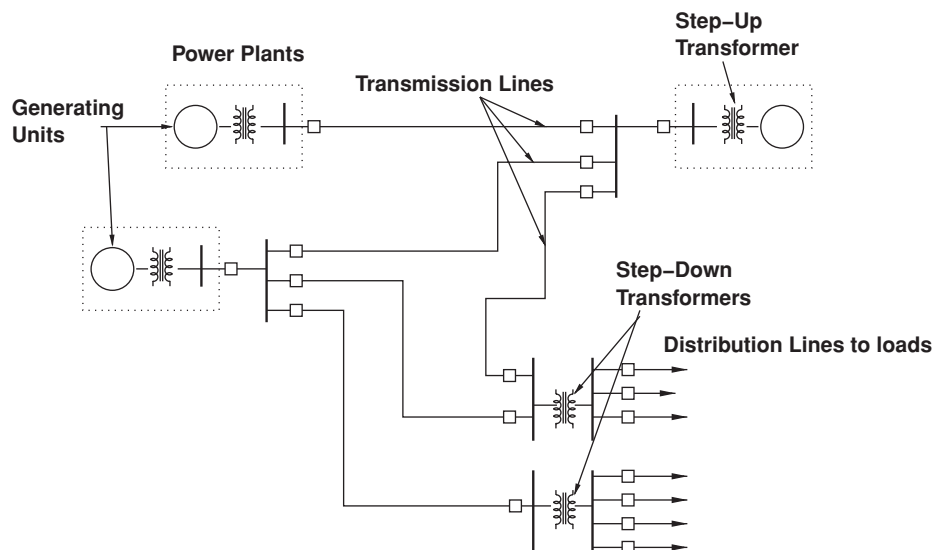 Step−Up
Transformer
Power Plants
Transmission Lines
Generating
Units
Step−Down
Transformers
Distribution Lines to loads